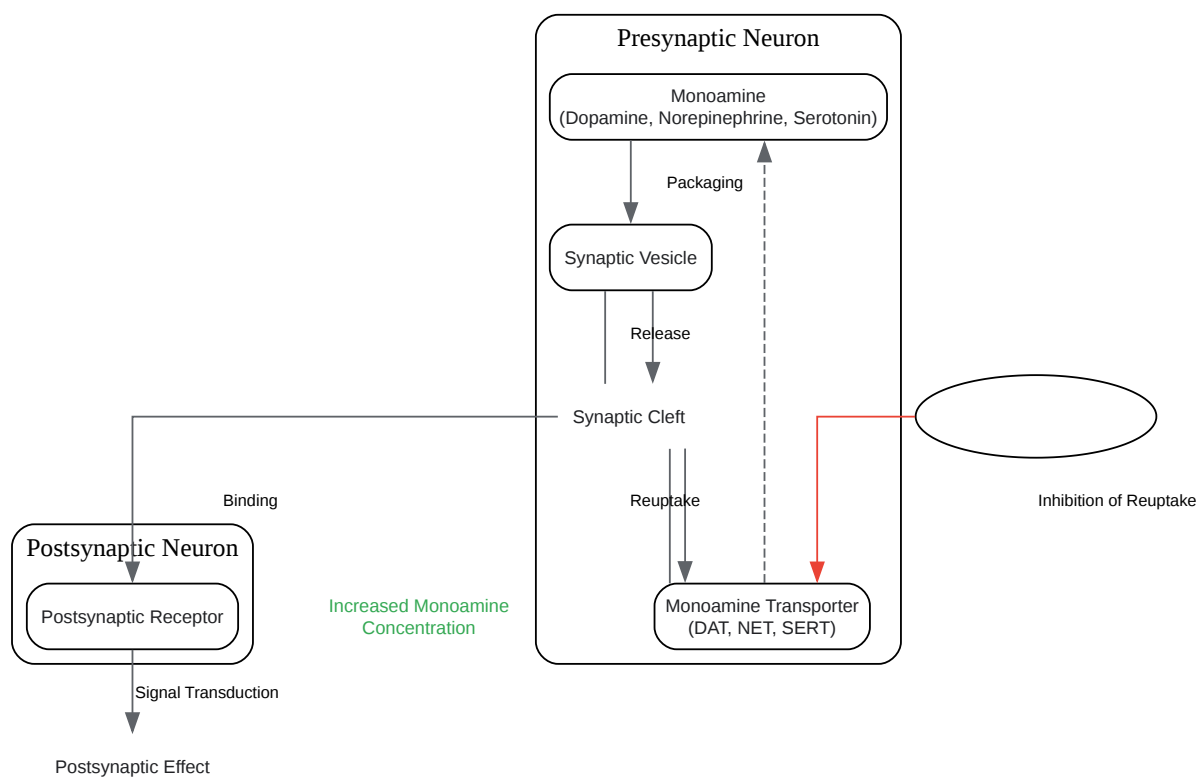 Presynaptic Neuron
Monoamine
(Dopamine, Norepinephrine, Serotonin)
Packaging
Synaptic Vesicle
Release
Synaptic Cleft
Binding
Reuptake
Inhibition of Reuptake
Postsynaptic Neuron
Postsynaptic Receptor
Increased Monoamine
Concentration
Monoamine Transporter
(DAT, NET, SERT)
Signal Transduction
Postsynaptic Effect